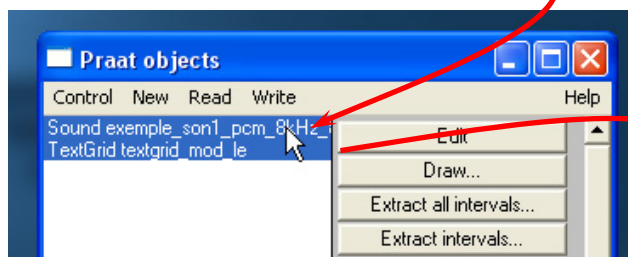 Praat objects
Control New Read Write Help
Sound exemple_son1_pcm_8kHz_
TextGrid textgrid_mod_le
Edit
Draw...
Extract all intervals...
Extract intervals...